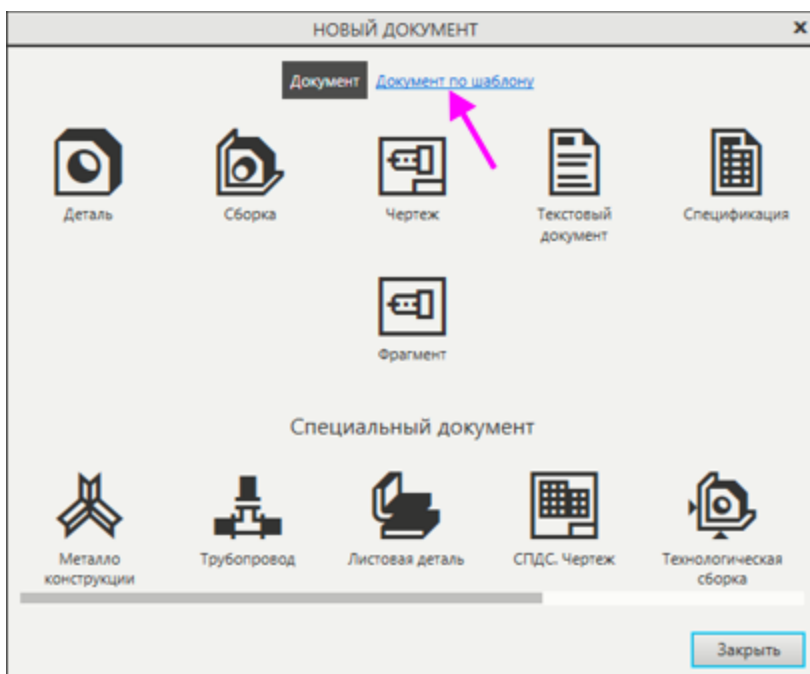 НОВЫЙ ДОКУМЕНТ
Документ Документ по шаблону
Деталь
Сборка
Чертеж
Текстовый
документ
Спецификация
Фрагмент
Специальный документ
Металло
конструкции
Трубопровод
Листовая деталь
СПДС. Чертеж
Технологическая
сборка
Закрыть